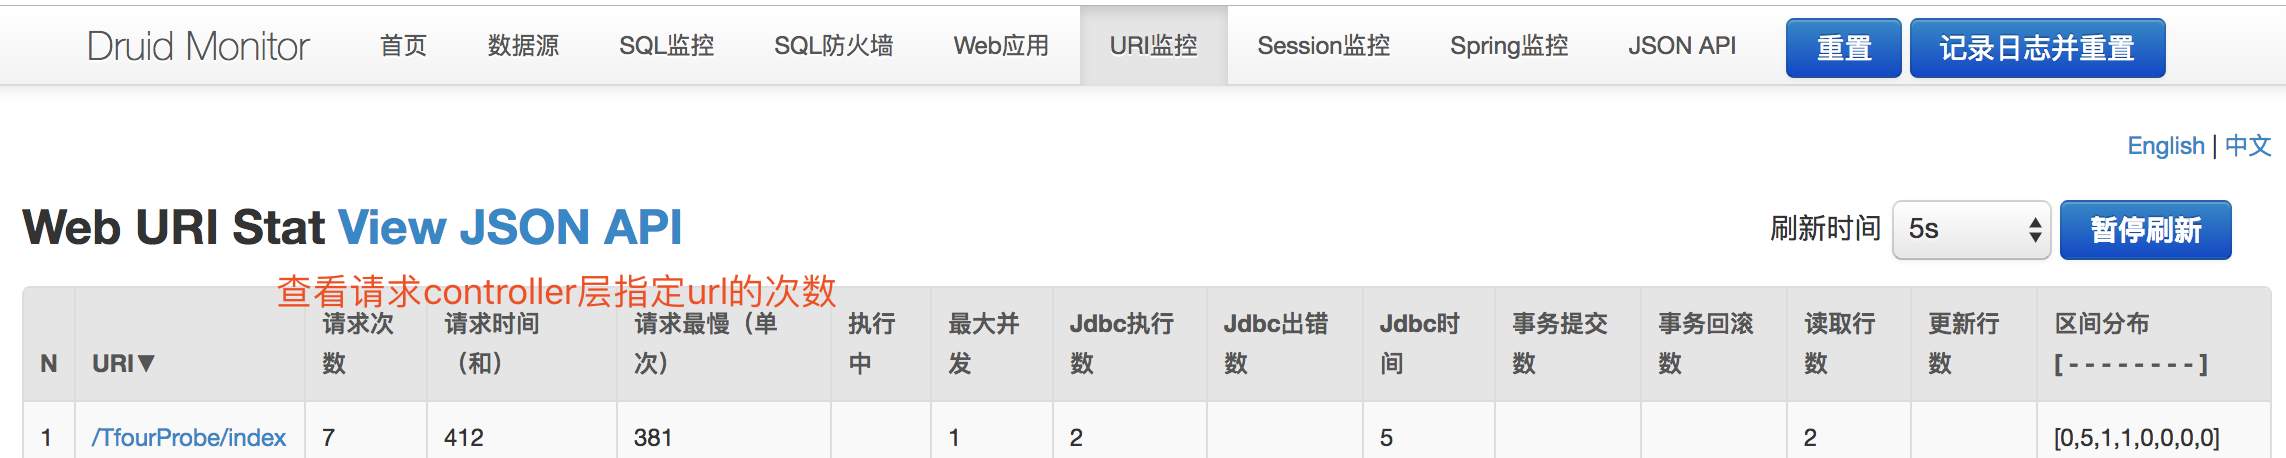 Druid Monitor 首页 数据源 SQL监控 SQL防火墙 Web应用 URI监控 Session监控 Spring监控 JSON API 重置 记录日志并重置
English | 中文
Web URI Stat View JSON API 刷新时间 5s 暂停刷新
查看请求controller层指定url的次数
N URI▼ 请求次数 请求时间（和） 请求最慢（单次） 执行中 最大并发 Jdbc执行数 Jdbc出错数 Jdbc时间 事务提交数 事务回滚数 读取行数 更新行数 区间分布 [ - - - - - - - - ]
1 /TfourProbe/index 7 412 381 1 2 5 2 [0,5,1,1,0,0,0,0]